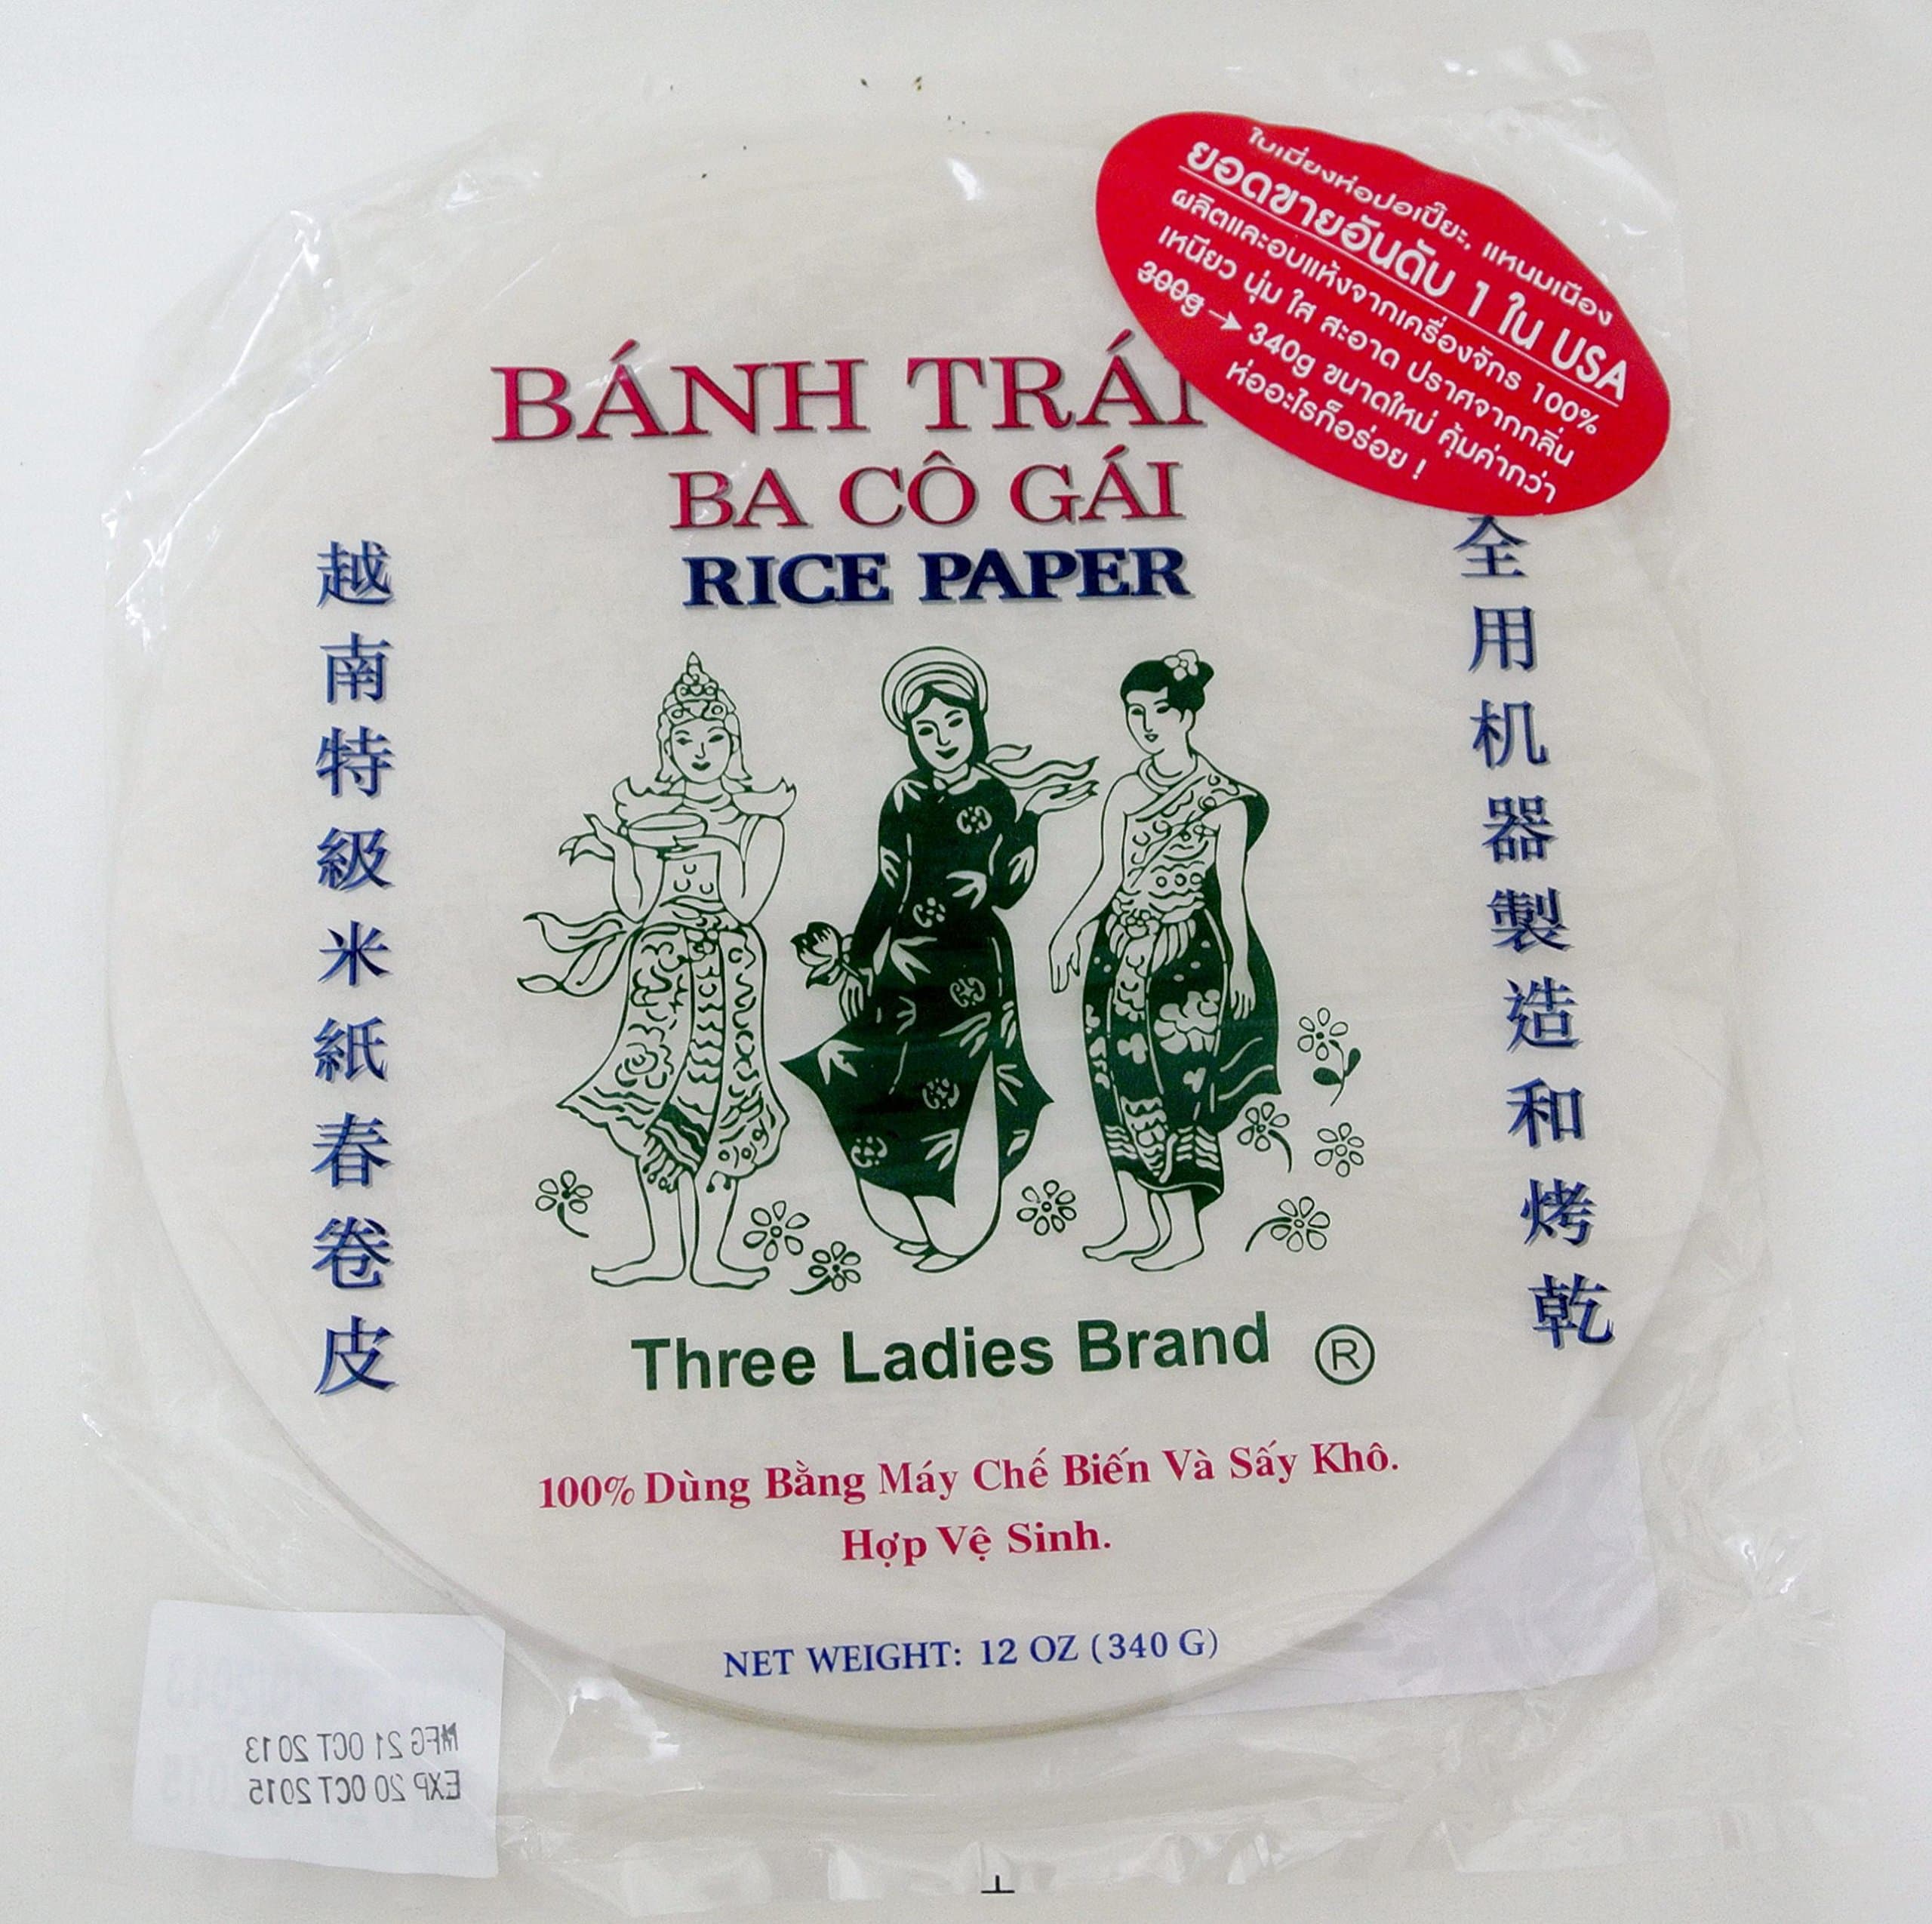 ใบเมี่ยงห่อปอเปี๊ยะ, แหนมเนือง
ยอดขายอันดับ 1 ใน USA
ผลิตและอบแห้งจากเครื่องจักร 100%
เหนียว นุ่ม ใส สะอาด ปราศจากกลิ่น
300g → 340g ขนาดใหม่ คุ้มค่ากว่า
ห่ออะไรก็อร่อย !
BÁNH TRÁN
BA CÔ GÁI
RICE PAPER
越南特級米紙春卷皮
全用机器製造和烤乾
Three Ladies Brand ®
100% Dùng Bằng Máy Chế Biến Và Sấy Khô.
Hợp Vệ Sinh.
NET WEIGHT: 12 OZ (340 G)
MFG 21 OCT 2013
EXP 20 OCT 2015